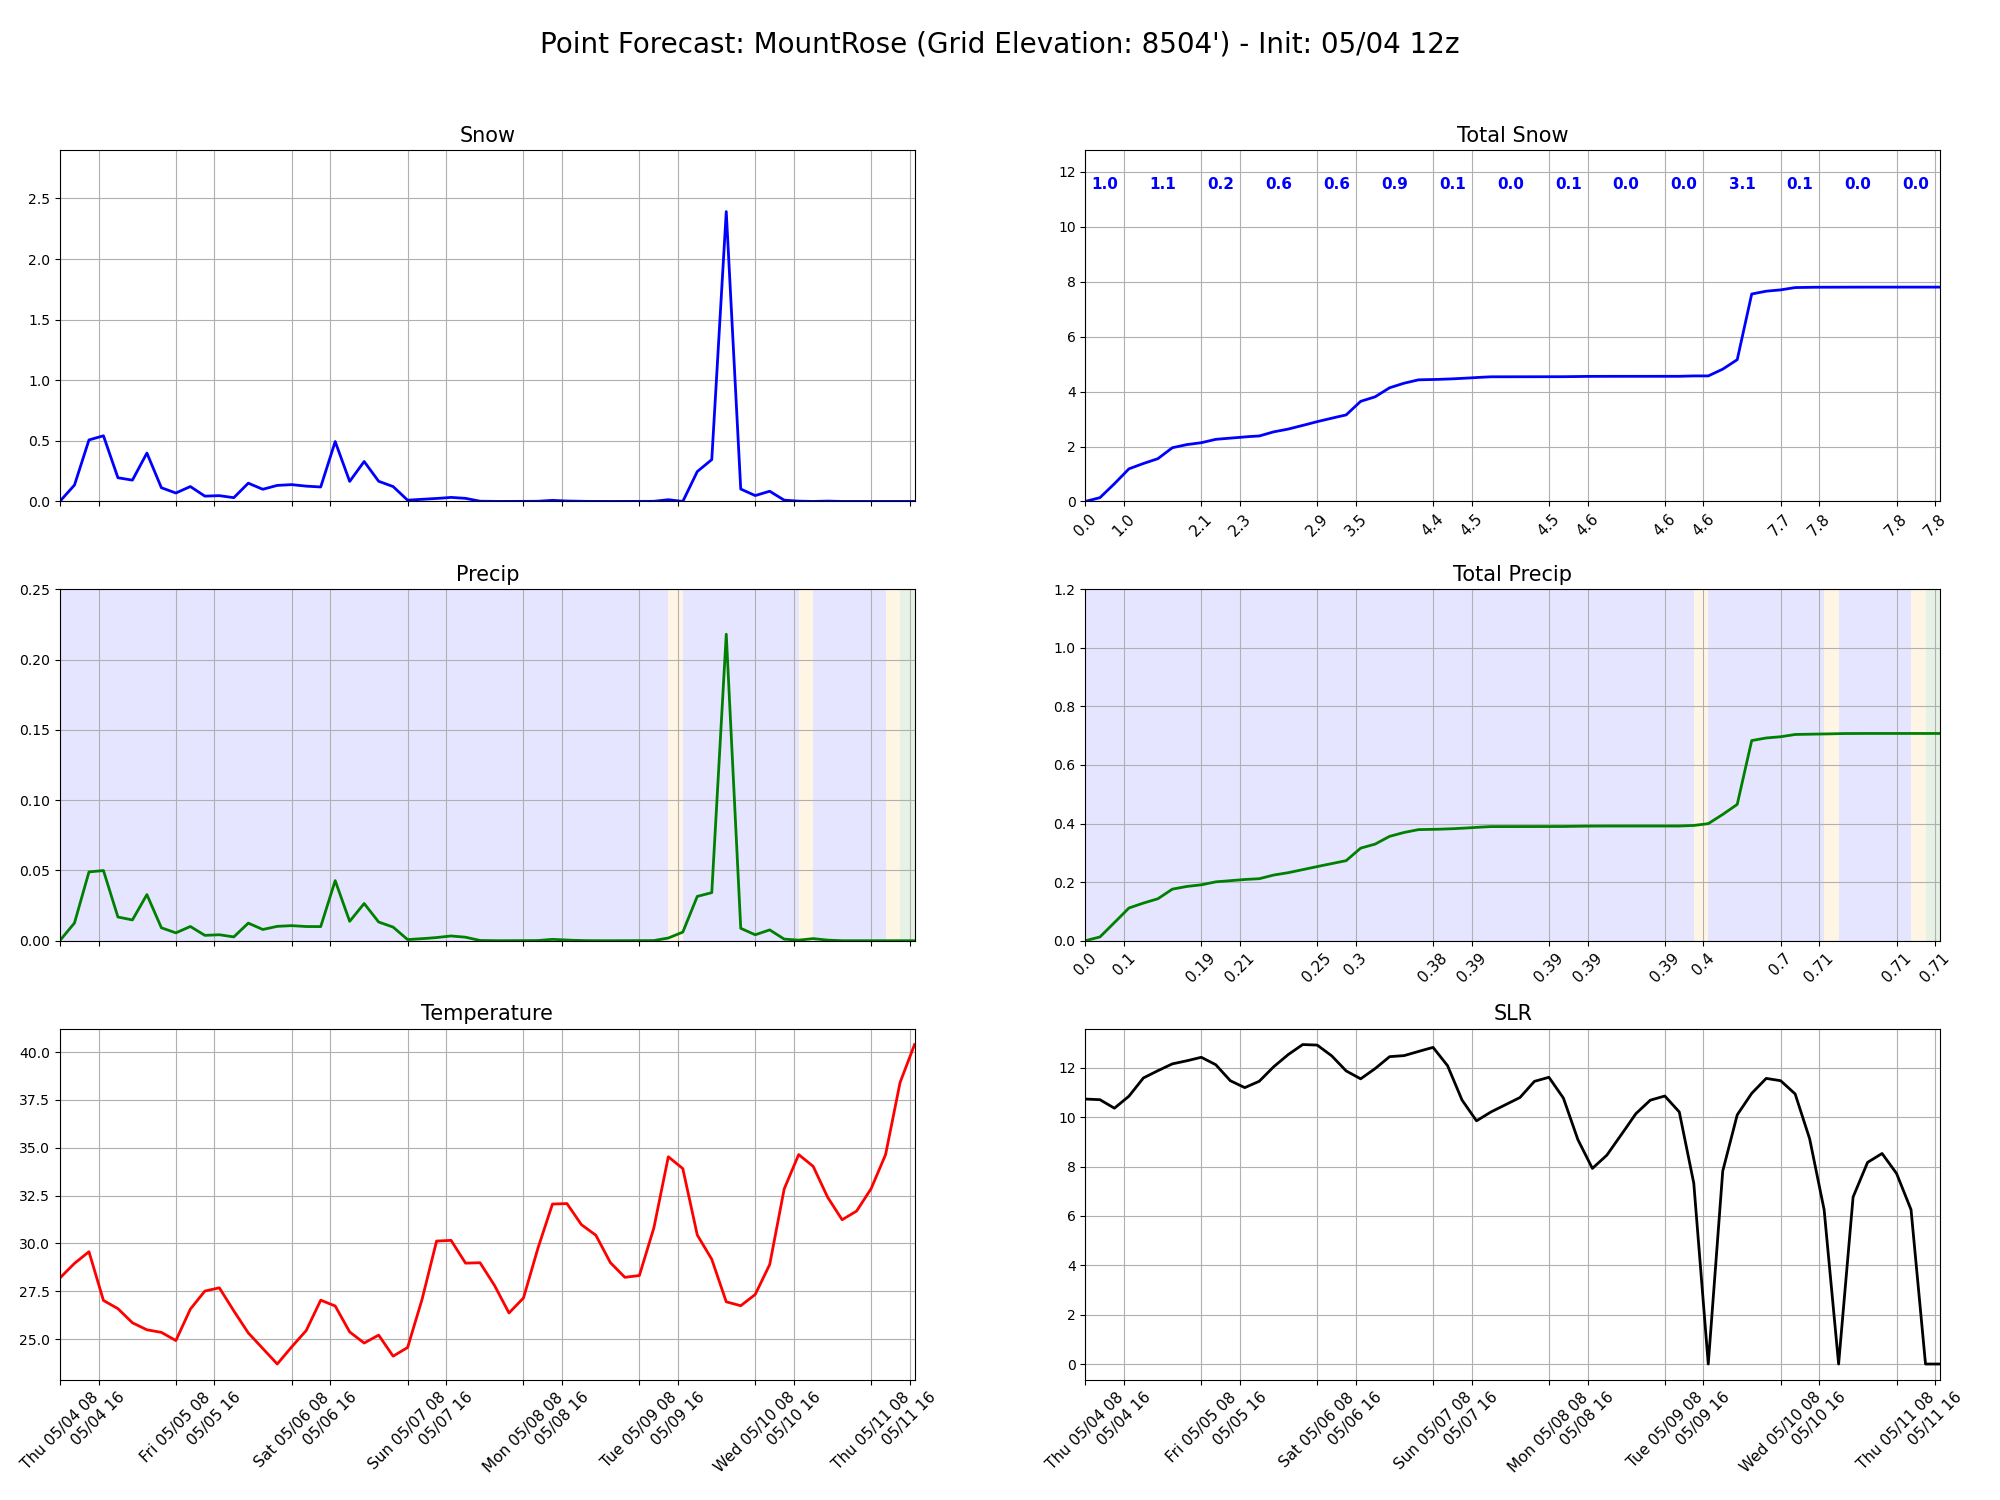 Point Forecast: MountRose (Grid Elevation: 8504') - Init: 05/04 12z
Snow
2.5
2.0
1.5
1.0
0.5
0.0
Total Snow
1.0 1.1 0.2 0.6 0.6 0.9 0.1 0.0 0.1 0.0 0.0 3.1 0.1 0.0 0.0
12
10
8
6
4
2
0
0.0 1.0 2.1 2.3 2.9 3.5 4.4 4.5 4.5 4.6 4.6 4.6 7.7 7.8 7.8 7.8
Precip
0.25
0.20
0.15
0.10
0.05
0.00
Total Precip
1.2
1.0
0.8
0.6
0.4
0.2
0.0
0.0 0.1 0.19 0.21 0.25 0.3 0.38 0.39 0.39 0.39 0.39 0.4 0.7 0.71 0.71 0.71
Temperature
40.0
37.5
35.0
32.5
30.0
27.5
25.0
Thu 05/04 08
05/04 16
Fri 05/05 08
05/05 16
Sat 05/06 08
05/06 16
Sun 05/07 08
05/07 16
Mon 05/08 08
05/08 16
Tue 05/09 08
05/09 16
Wed 05/10 08
05/10 16
Thu 05/11 08
05/11 16
SLR
12
10
8
6
4
2
0
Thu 05/04 08
05/04 16
Fri 05/05 08
05/05 16
Sat 05/06 08
05/06 16
Sun 05/07 08
05/07 16
Mon 05/08 08
05/08 16
Tue 05/09 08
05/09 16
Wed 05/10 08
05/10 16
Thu 05/11 08
05/11 16